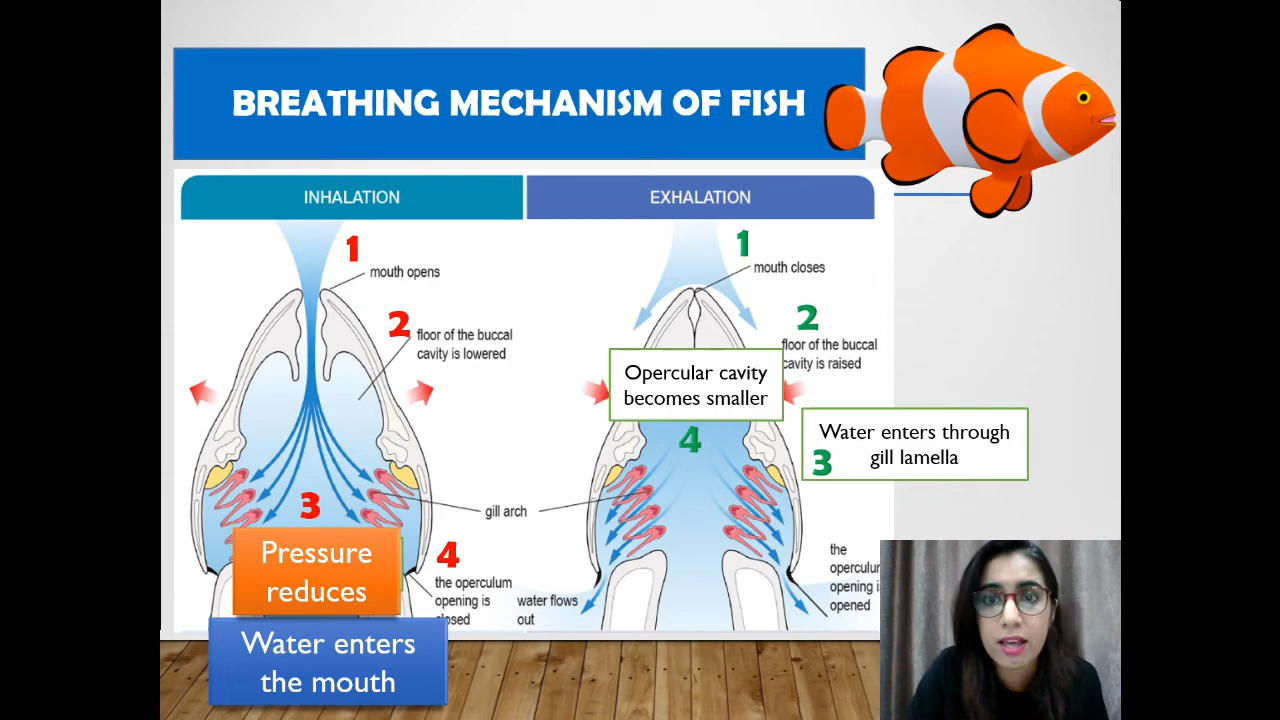 BREATHING MECHANISM OF FISH
INHALATION
1
mouth opens
2
floor of the buccal
cavity is lowered
3
Pressure
reduces
Water enters
the mouth
4
the operculum
opening is
closed
gill arch
EXHALATION
1
mouth closes
2
floor of the buccal
cavity is raised
Opercular cavity
becomes smaller
4
Water enters through
3 gill lamella
the
operculum
opening is
opened
water flows
out